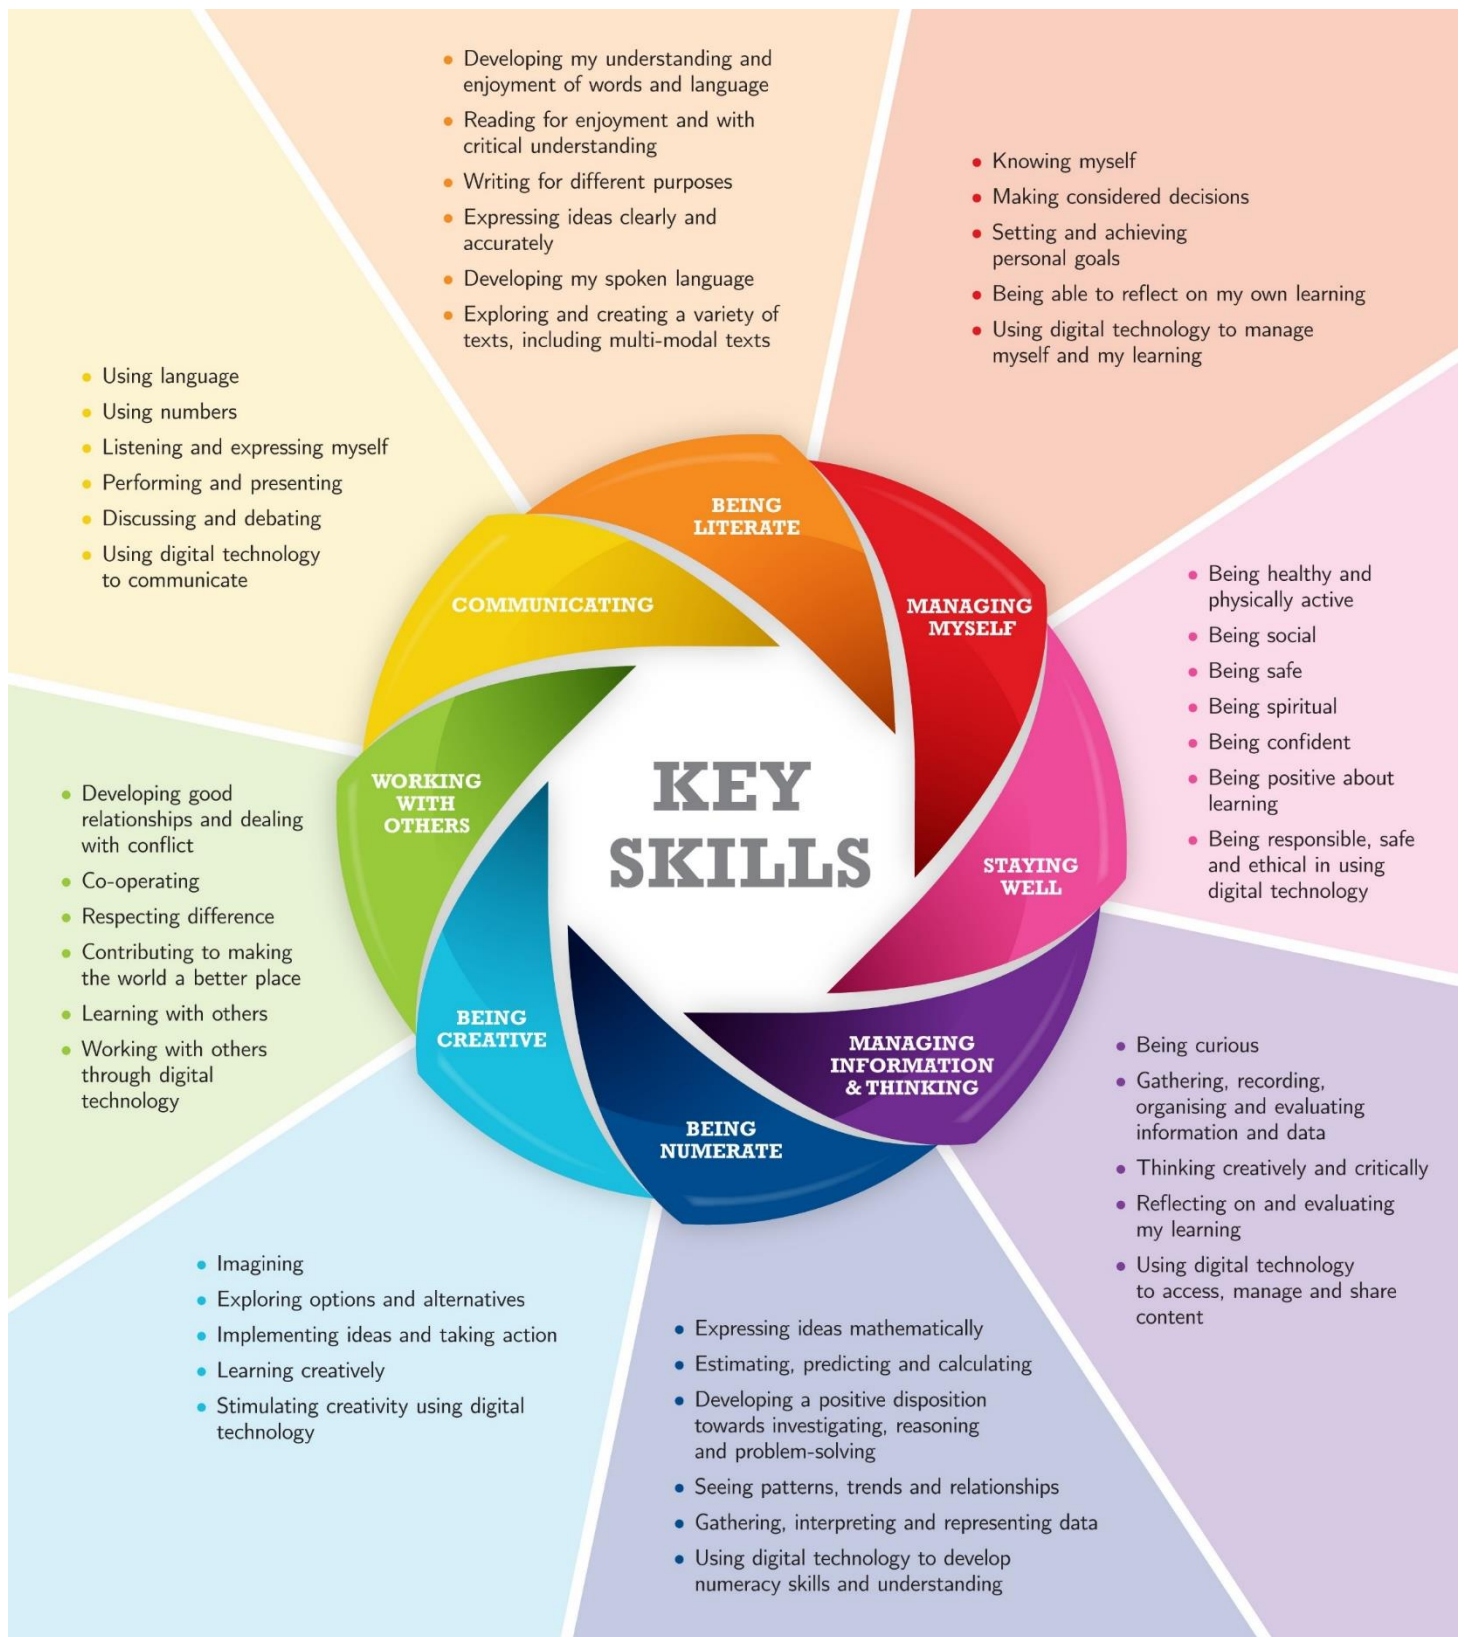 Developing my understanding and
enjoyment of words and language
Reading for enjoyment and with
critical understanding
Writing for different purposes
Expressing ideas clearly and
accurately
Developing my spoken language
Exploring and creating a variety of
texts, including multi-modal texts
Knowing myself
Making considered decisions
Setting and achieving
personal goals
Being able to reflect on my own learning
Using digital technology to manage
myself and my learning
Using language
Using numbers
Listening and expressing myself
Performing and presenting
Discussing and debating
Using digital technology
to communicate
Being healthy and
physically active
Being social
Being safe
Being spiritual
Being confident
Being positive about
learning
Being responsible, safe
and ethical in using
digital technology
BEING
LITERATE
COMMUNICATING
MANAGING
MYSELF
WORKING
WITH
OTHERS
KEY
SKILLS
STAYING
WELL
BEING
CREATIVE
MANAGING
INFORMATION
& THINKING
BEING
NUMERATE
Developing good
relationships and dealing
with conflict
Co-operating
Respecting difference
Contributing to making
the world a better place
Learning with others
Working with others
through digital
technology
Being curious
Gathering, recording,
organising and evaluating
information and data
Thinking creatively and critically
Reflecting on and evaluating
my learning
Using digital technology
to access, manage and share
content
Imagining
Exploring options and alternatives
Implementing ideas and taking action
Learning creatively
Stimulating creativity using digital
technology
Expressing ideas mathematically
Estimating, predicting and calculating
Developing a positive disposition
towards investigating, reasoning
and problem-solving
Seeing patterns, trends and relationships
Gathering, interpreting and representing data
Using digital technology to develop
numeracy skills and understanding